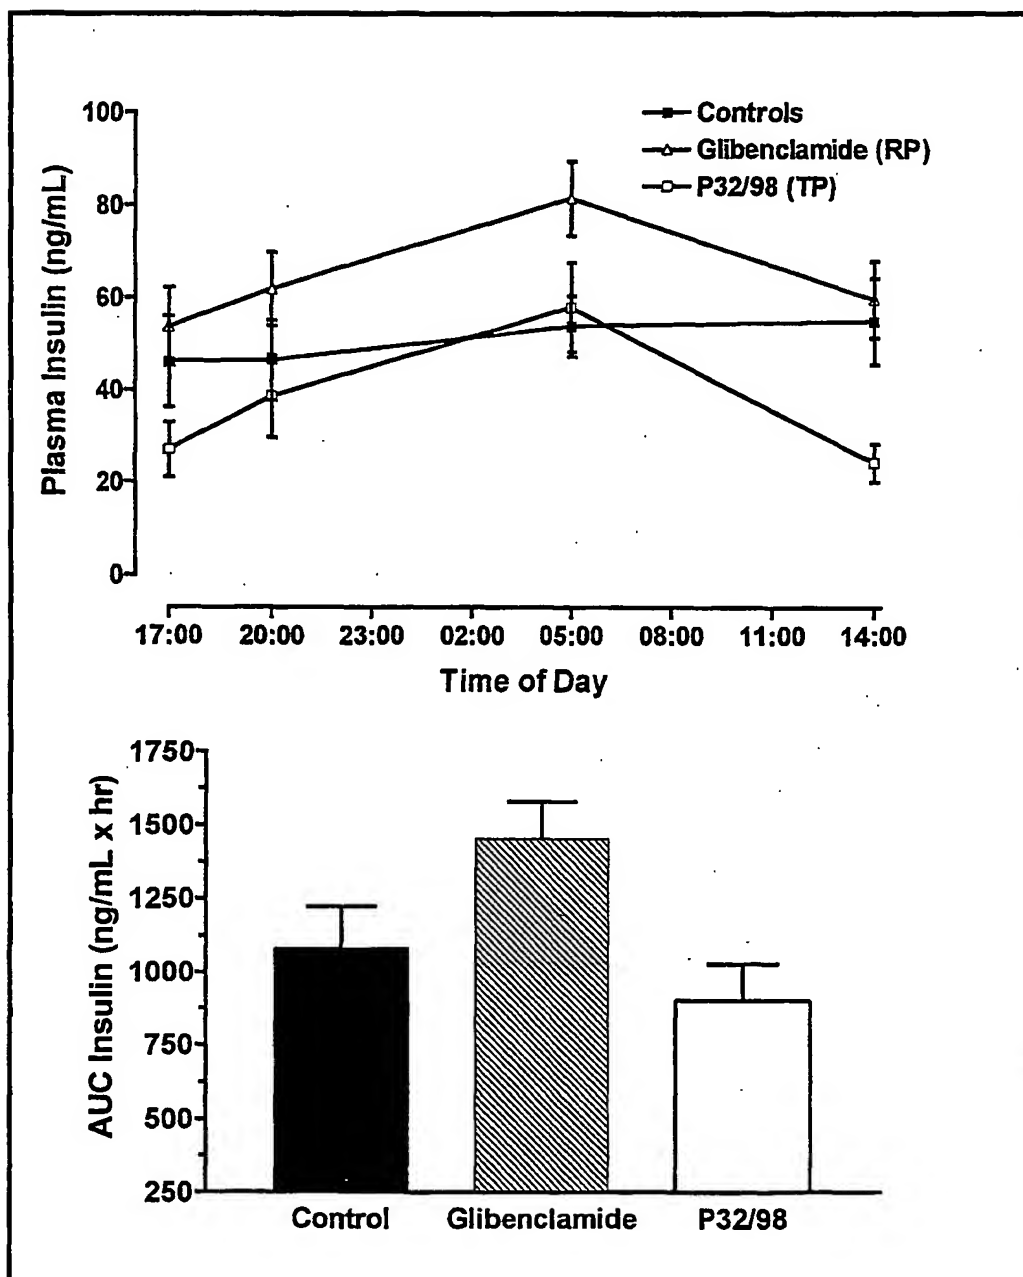 100
80
60
40
20
0
Plasma Insulin (ng/mL)
Controls
Glibenclamide (RP)
P32/98 (TP)
17:00 20:00 23:00 02:00 05:00 08:00 11:00 14:00
Time of Day
1750
1500
1250
1000
750
500
250
AUC Insulin (ng/mL x hr)
Control Glibenclamide P32/98